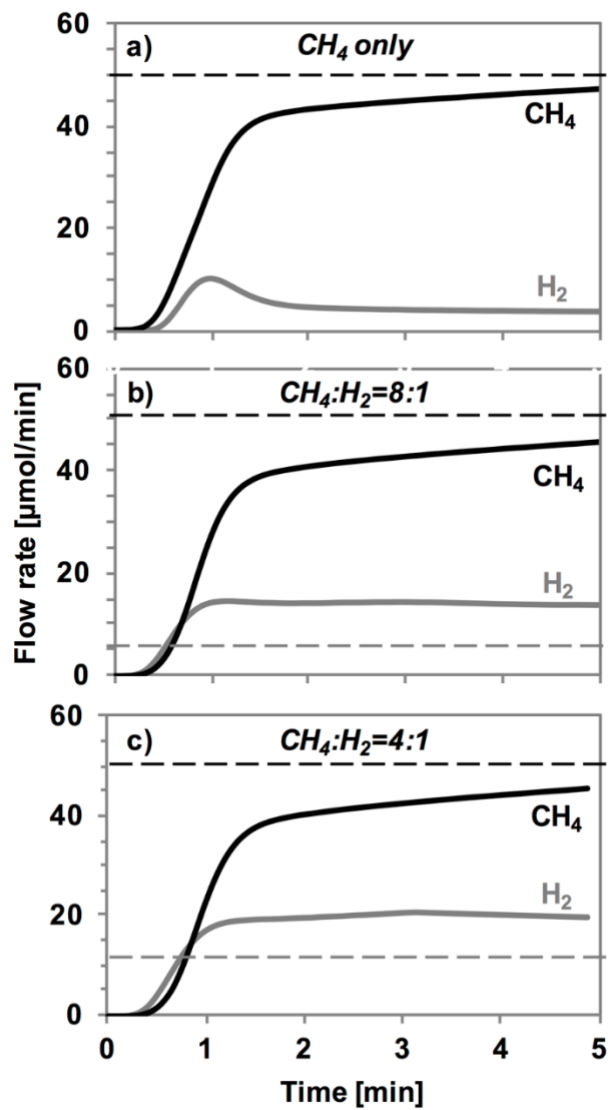 60
a) CH₄ only
40
CH₄
20
H₂
0
60
b) CH₄:H₂=8:1
40
CH₄
20
H₂
0
60
c) CH₄:H₂=4:1
40
CH₄
20
H₂
0
0 1 2 3 4 5
Time [min]
Flow rate [µmol/min]